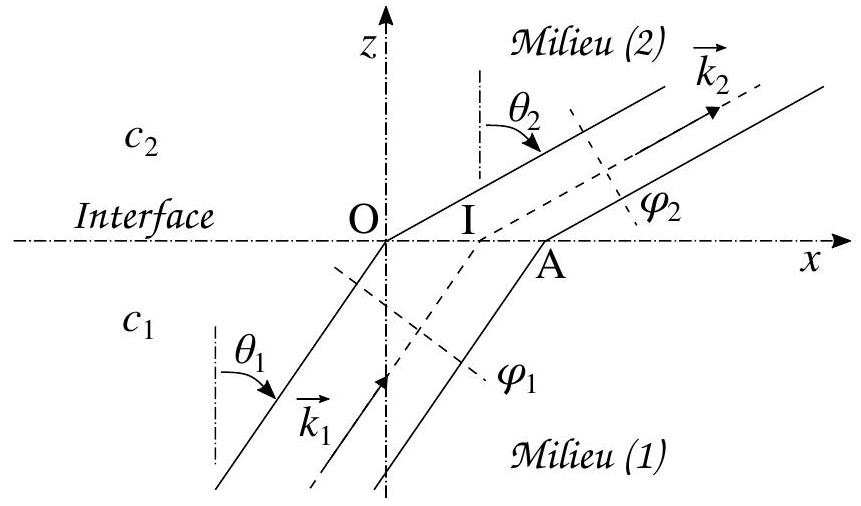 Milieu (2)
z
k₂
θ₂
c₂
Interface
O
I
φ₂
A
x
c₁
θ₁
φ₁
k₁
Milieu (1)